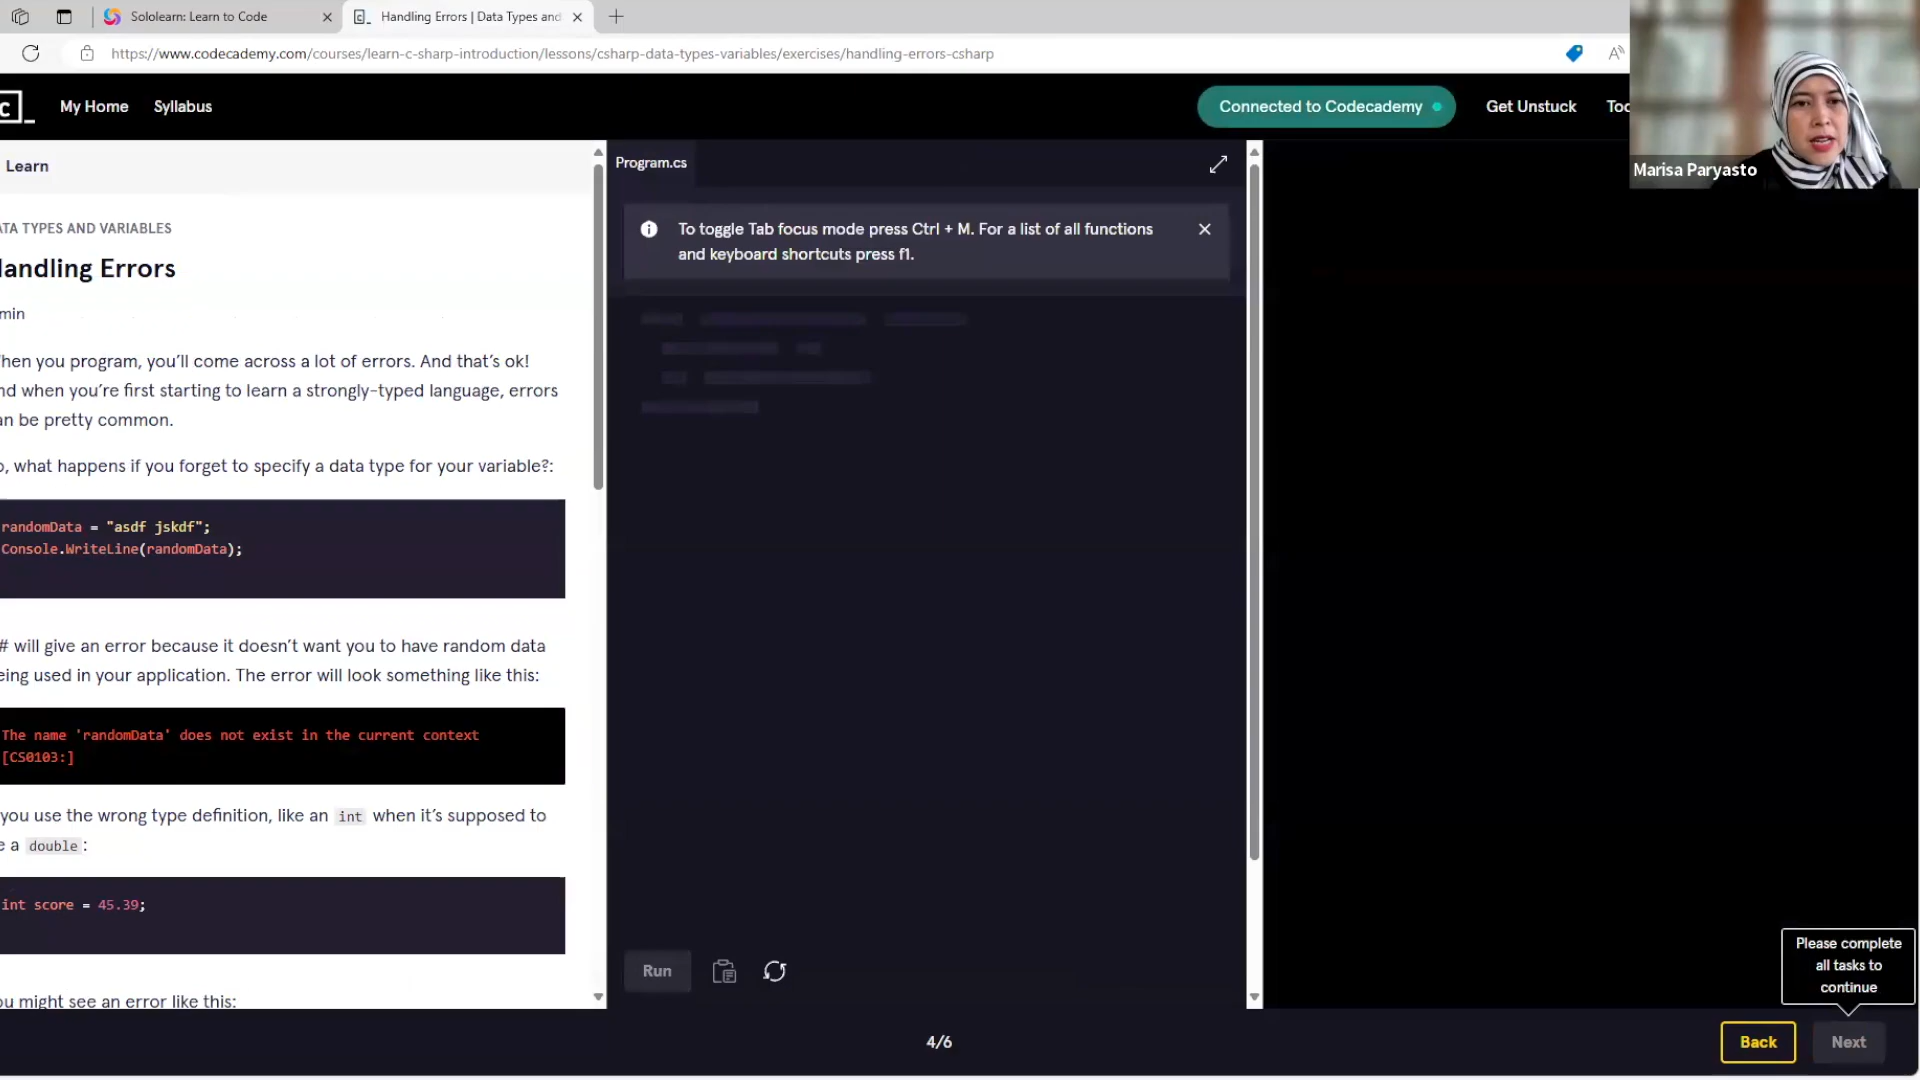 Sololearn: Learn to Code
Handling Errors | Data Types and
https://www.codecademy.com/courses/learn-c-sharp-introduction/lessons/csharp-data-types-variables/exercises/handling-errors-csharp
My Home
Syllabus
Connected to Codecademy
Get Unstuck
Marisa Paryasto
Learn
ATA TYPES AND VARIABLES
andling Errors
min
hen you program, you'll come across a lot of errors. And that's ok!
nd when you're first starting to learn a strongly-typed language, errors
an be pretty common.
o, what happens if you forget to specify a data type for your variable?:
randomData = "asdf jskdf";
Console.WriteLine(randomData);
# will give an error because it doesn't want you to have random data
eing used in your application. The error will look something like this:
The name 'randomData' does not exist in the current context
[CS0103:]
you use the wrong type definition, like an int when it's supposed to
e a double:
int score = 45.39;
ou might see an error like this:
Program.cs
To toggle Tab focus mode press Ctrl + M. For a list of all functions
and keyboard shortcuts press f1.
Run
4/6
Please complete
all tasks to
continue
Back
Next